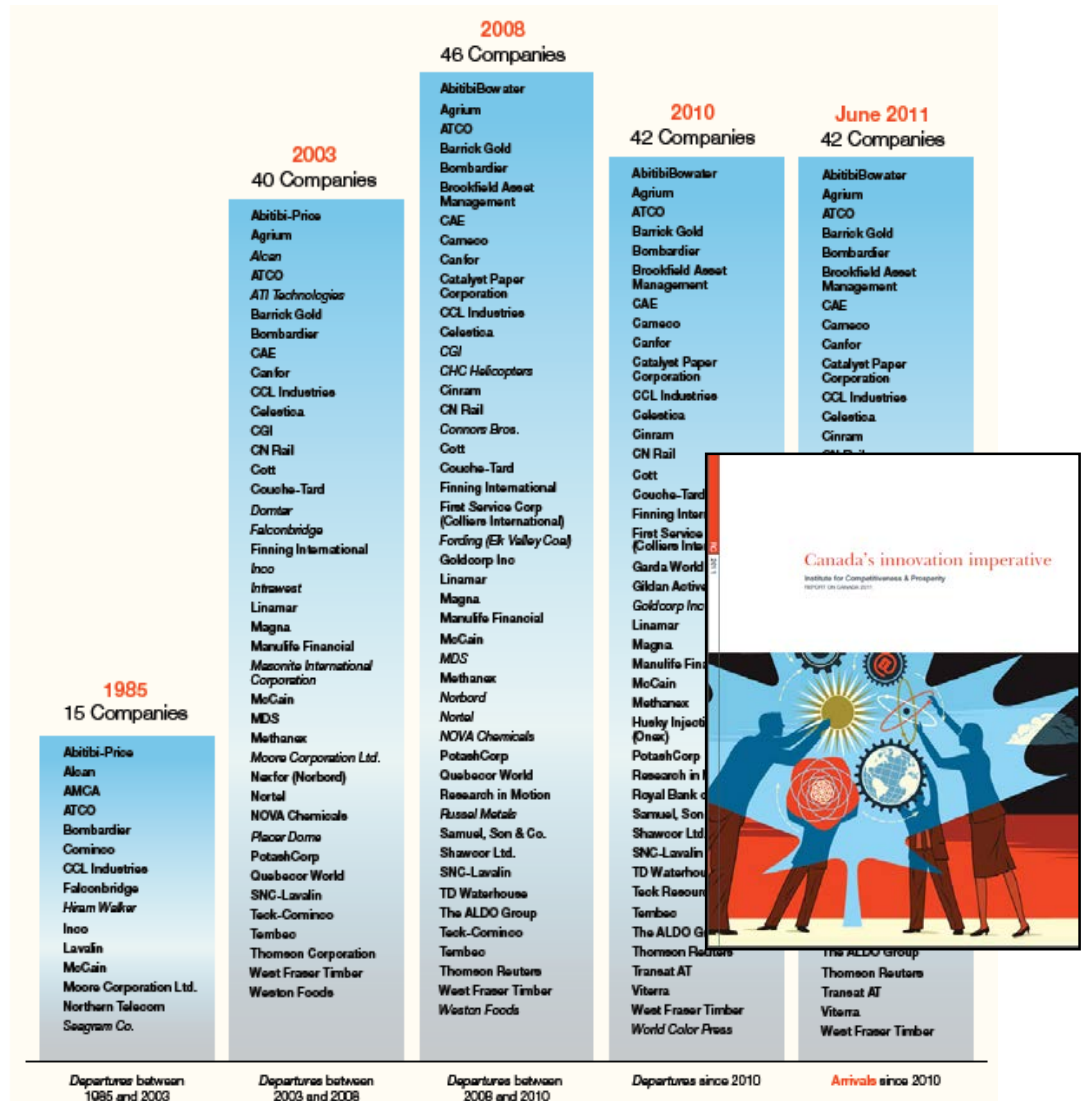 1985
15 Companies
Abitibi-Price
Alcan
AMCA
ATCO
Bombardier
Cominco
CCL Industries
Falconbridge
Hiram Walker
Inco
Lavalin
McCain
Moore Corporation Ltd.
Northern Telecom
Seagram Co.
Departures between
1985 and 2003
2003
40 Companies
Abitibi-Price
Agrium
Alcan
ATCO
ATI Technologies
Barrick Gold
Bombardier
CAE
Canfor
CCL Industries
Celestica
CGI
CN Rail
Cott
Couche-Tard
Domtar
Falconbridge
Finning International
Inco
Intrawest
Linamar
Magna
Manulife Financial
Masonite International
Corporation
McCain
MDS
Methanex
Moore Corporation Ltd.
Nexfor (Norbord)
Nortel
NOVA Chemicals
Placer Dome
PotashCorp
Quebecor World
SNC-Lavalin
Teck-Cominco
Tembec
Thomson Corporation
West Fraser Timber
Weston Foods
Departures between
2003 and 2008
2008
46 Companies
AbitibiBowater
Agrium
ATCO
Barrick Gold
Bombardier
Brookfield Asset
Management
CAE
Cameco
Canfor
Catalyst Paper
Corporation
CCL Industries
Celestica
CGI
CHC Helicopters
Cinram
CN Rail
Connors Bros.
Cott
Couche-Tard
Finning International
First Service Corp
(Colliers International)
Fording (Elk Valley Coal)
Goldcorp Inc
Linamar
Magna
Manulife Financial
McCain
MDS
Methanex
Norbord
Nortel
NOVA Chemicals
PotashCorp
Quebecor World
Research in Motion
Russel Metals
Samuel, Son & Co.
Shawcor Ltd.
SNC-Lavalin
TD Waterhouse
The ALDO Group
Teck-Cominco
Tembec
Thomson Reuters
West Fraser Timber
Weston Foods
Departures between
2008 and 2010
2010
42 Companies
AbitibiBowater
Agrium
ATCO
Barrick Gold
Bombardier
Brookfield Asset
Management
CAE
Cameco
Canfor
Catalyst Paper
Corporation
CCL Industries
Celestica
Cinram
CN Rail
Cott
Couche-Tard
Finning Inter
First Service
(Colliers Inte
Garda World
Gildan Active
Goldcorp Inc
Linamar
Magna
Manulife Fina
McCain
Methanex
Husky Injecti
(Onex)
PotashCorp
Research in
Royal Bank
Samuel, Son
Shawcor Ltd.
SNC-Lavalin
TD Waterhou
Teck Resour
Tembec
The ALDO G
Thomson Reuters
Transat AT
Viterra
West Fraser Timber
World Color Press
Departures since 2010
June 2011
42 Companies
AbitibiBowater
Agrium
ATCO
Barrick Gold
Bombardier
Brookfield Asset
Management
CAE
Cameco
Canfor
Catalyst Paper
Corporation
CCL Industries
Celestica
Cinram
The ALDO Group
Thomson Reuters
Transat AT
Viterra
West Fraser Timber
Arrivals since 2010
RC 2011
Canada's innovation imperative
Institute for Competitiveness & Prosperity
REPORT ON CANADA 2011
@